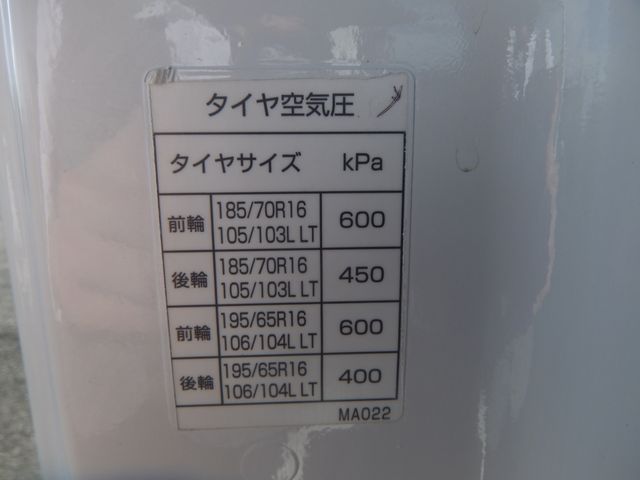 タイヤ空気圧
タイヤサイズ kPa
前輪 185/70R16 105/103L LT 600
後輪 185/70R16 105/103L LT 450
前輪 195/65R16 106/104L LT 600
後輪 195/65R16 106/104L LT 400
MA022